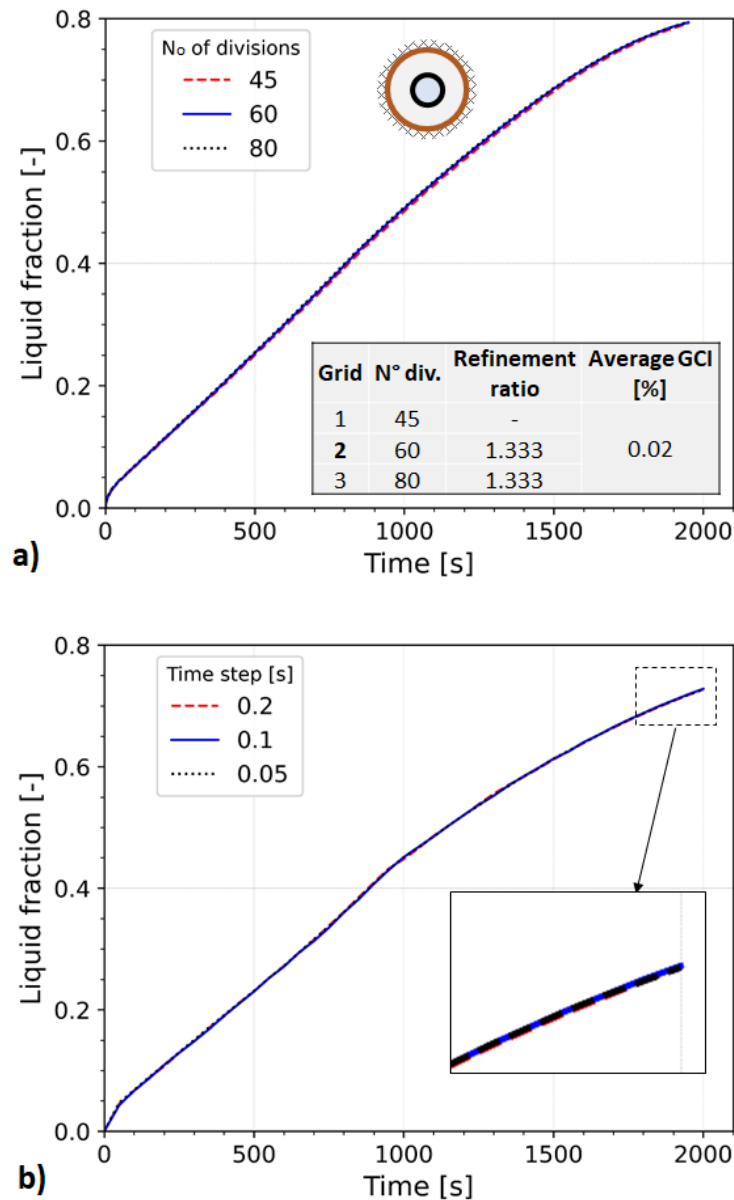 0.8
0.6
0.4
0.2
0.0
Liquid fraction [-]
No of divisions
45
60
80
Grid N° div. Refinement ratio Average GCI [%]
1 45 -
2 60 1.333 0.02
3 80 1.333
0 500 1000 1500 2000
Time [s]
a)
0.8
0.6
0.4
0.2
0.0
Liquid fraction [-]
Time step [s]
0.2
0.1
0.05
0 500 1000 1500 2000
Time [s]
b)